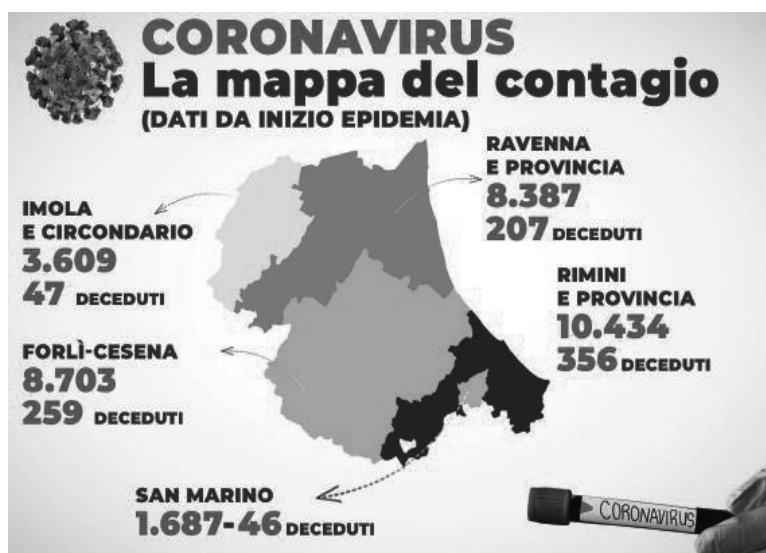 CORONAVIRUS
La mappa del contagio
(DATI DA INIZIO EPIDEMIA)
RAVENNA
E PROVINCIA
8.387
207 DECEDUTI
IMOLA
E CIRCONDARIO
3.609
47 DECEDUTI
RIMINI
E PROVINCIA
10.434
356 DECEDUTI
FORLÌ-CESENA
8.703
259 DECEDUTI
SAN MARINO
1.687-46 DECEDUTI
CORONAVIRUS